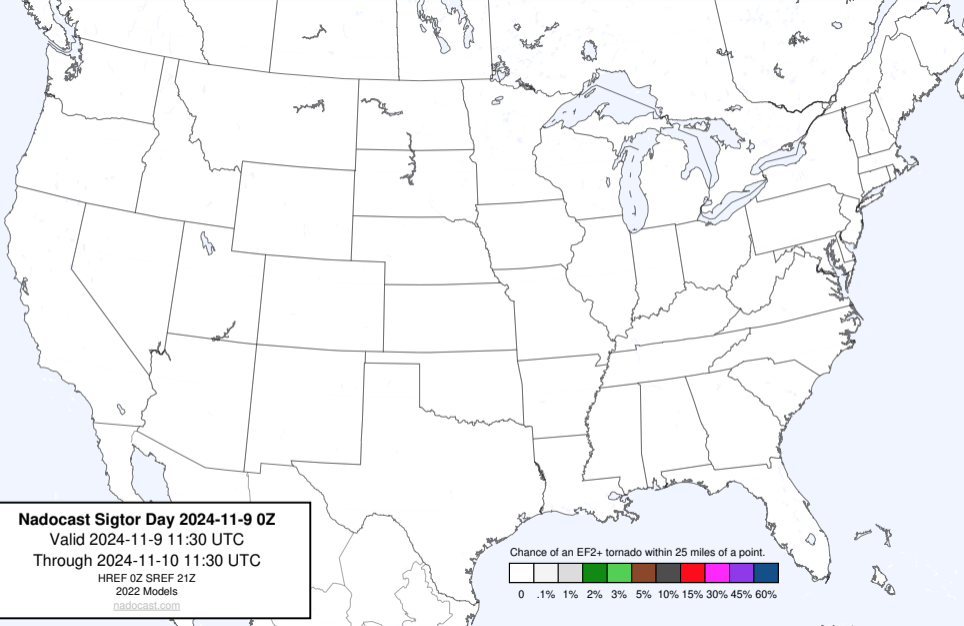 Nadocast Sigtor Day 2024-11-9 0Z
Valid 2024-11-9 11:30 UTC
Through 2024-11-10 11:30 UTC
HREF 0Z SREF 21Z
2022 Models
nadocast.com
Chance of an EF2+ tornado within 25 miles of a point.
0 .1% 1% 2% 3% 5% 10% 15% 30% 45% 60%